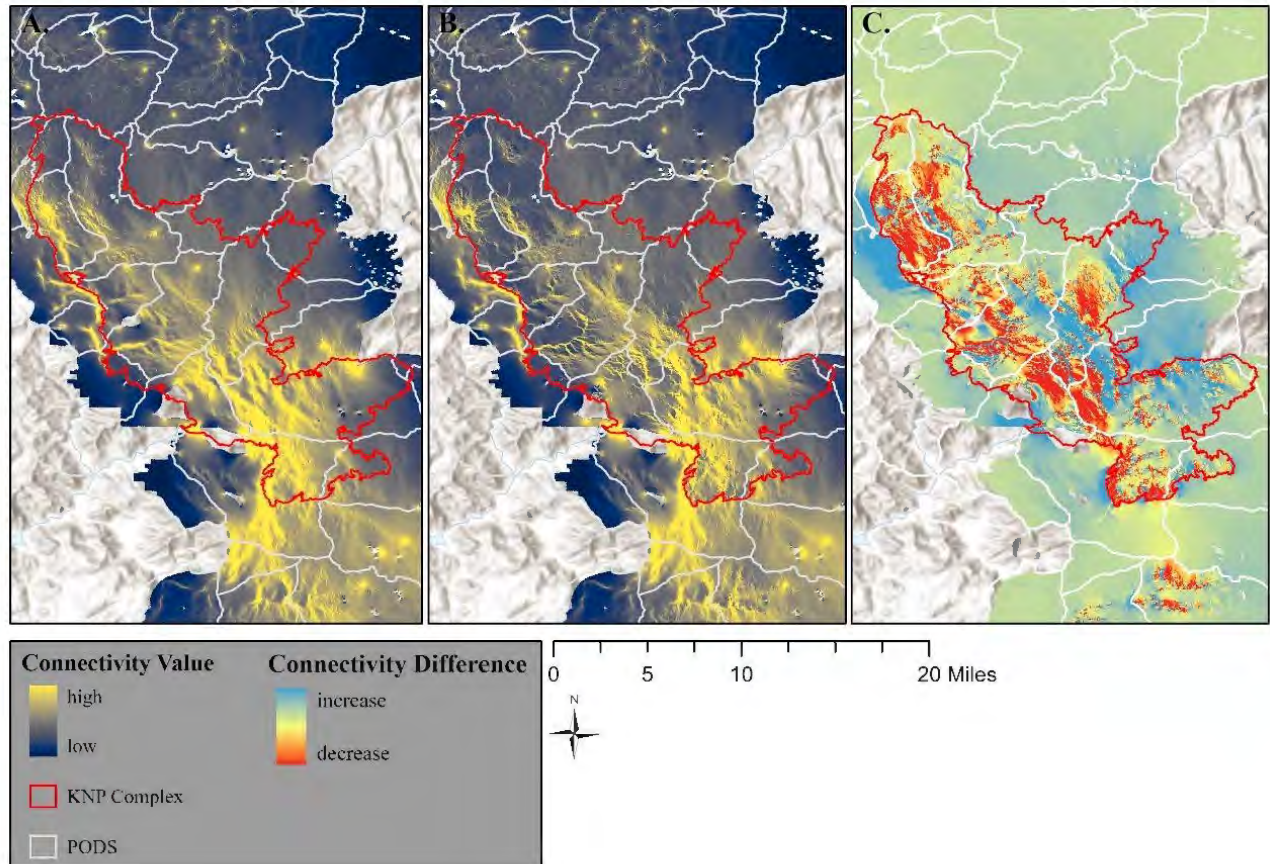 A.
B.
C.
Connectivity Value
high
low
KNP Complex
PODS
Connectivity Difference
increase
decrease
0 5 10 20 Miles
N